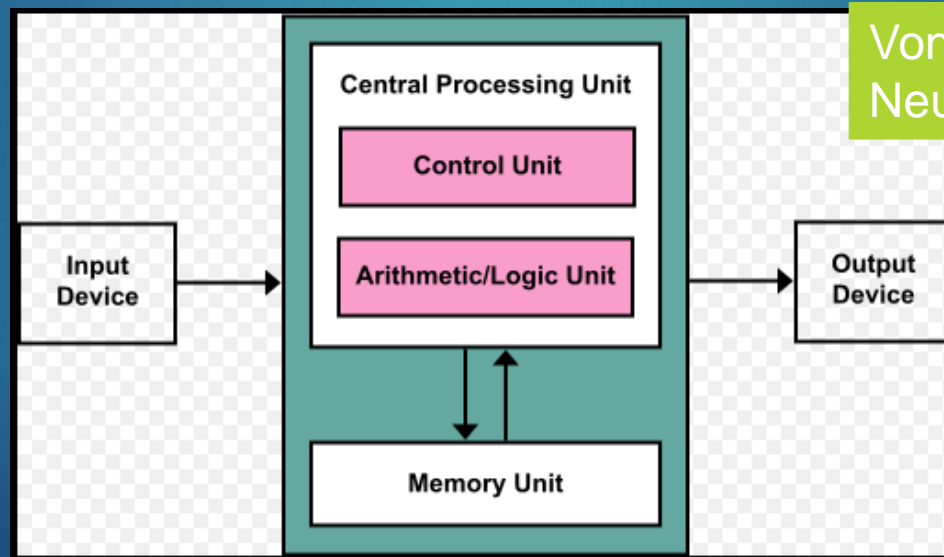 Von
Neu
Central Processing Unit
Control Unit
Arithmetic/Logic Unit
Input
Device
Output
Device
Memory Unit